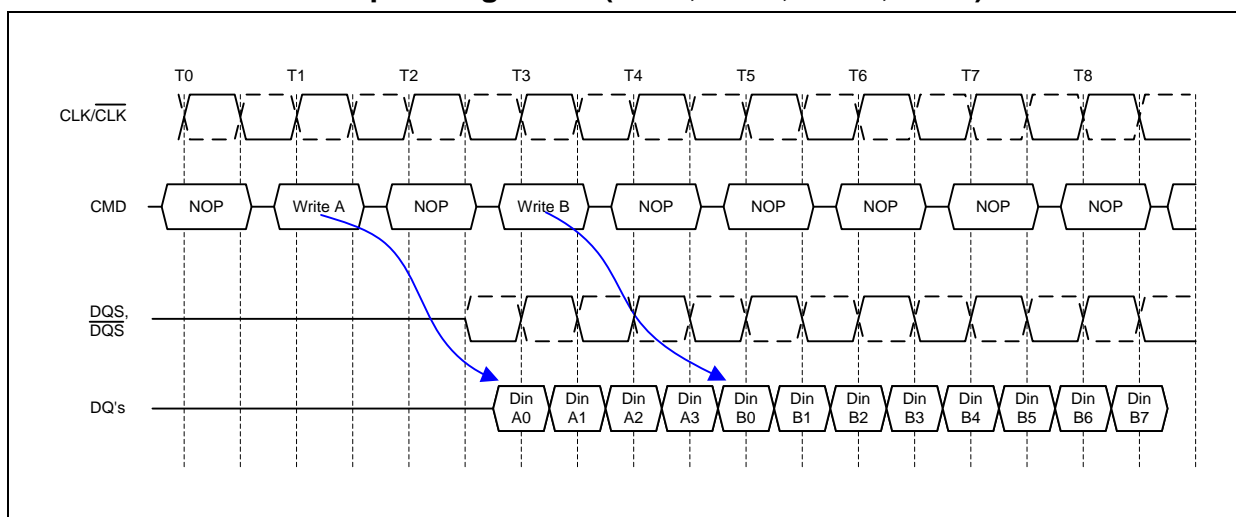 T0 T1 T2 T3 T4 T5 T6 T7 T8
CLK/CLK
CMD NOP Write A NOP Write B NOP NOP NOP NOP NOP
DQS,
DQS
DQ's Din Din Din Din Din Din Din Din Din Din Din Din
A0 A1 A2 A3 B0 B1 B2 B3 B4 B5 B6 B7